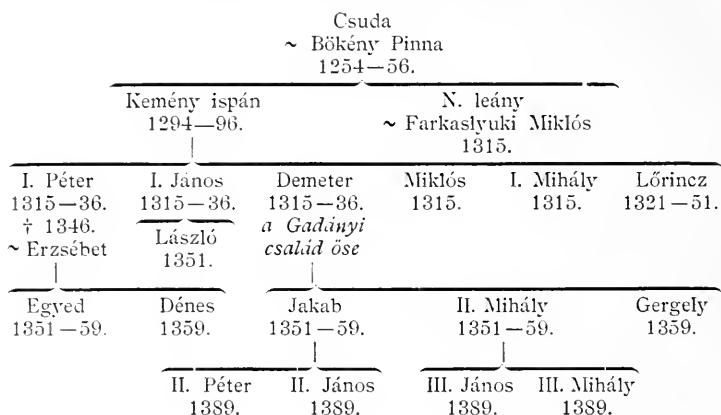 Csuda
~ Bökény Pinna
1254—56.
Kemény ispán N. leány
1294—96. ~ Farkaslyuki Miklós
1315.
I. Péter I. János Demeter Miklós I. Mihály Lőrincz
1315—36. 1315—36. 1315—36. 1315. 1315. 1321—51.
† 1346. a Gadányi
~ Erzsébet László család őse
1351.
Egyed Dénes Jakab II. Mihály Gergely
1351—59. 1359. 1351—59. 1351—59. 1359.
II. Péter II. János III. János III. Mihály
1389. 1389. 1389. 1389.